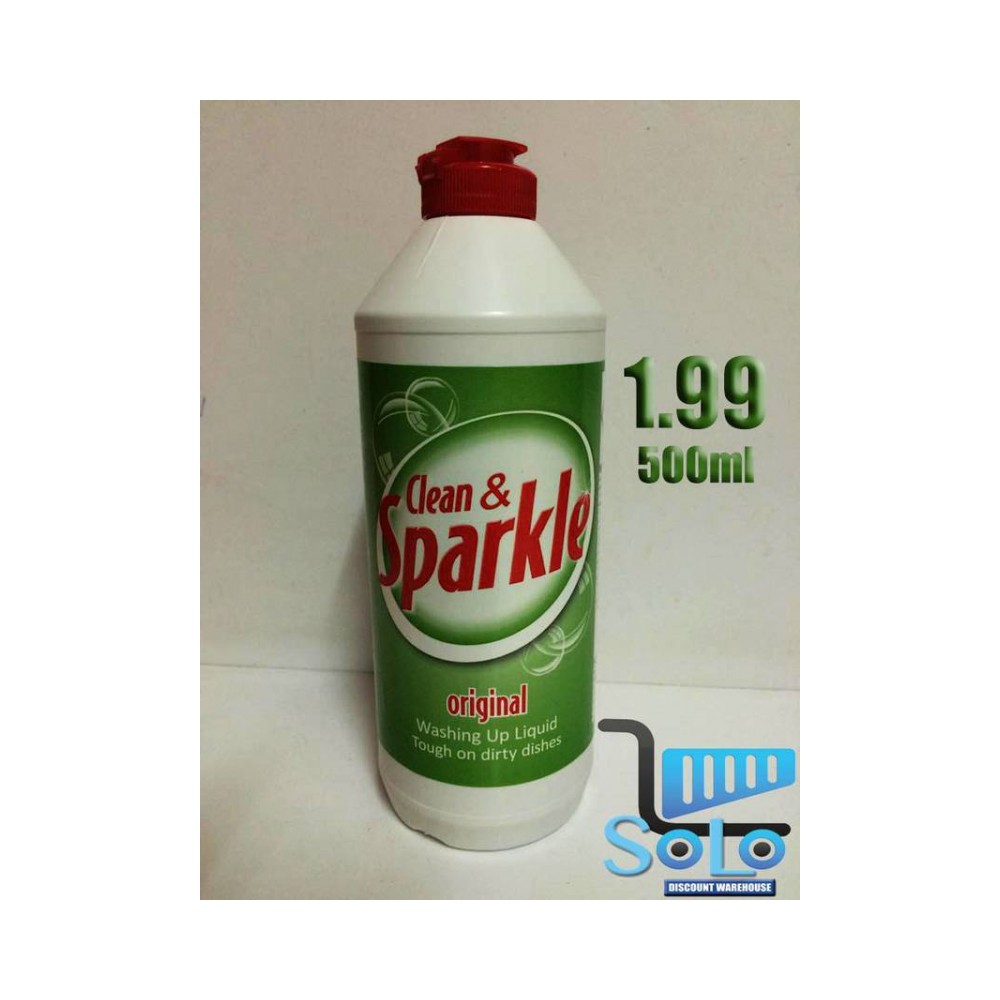 Clean &
Sparkle
original
Washing Up Liquid
Tough on dirty dishes
1.99
500ml
SoLo
DISCOUNT WAREHOUSE